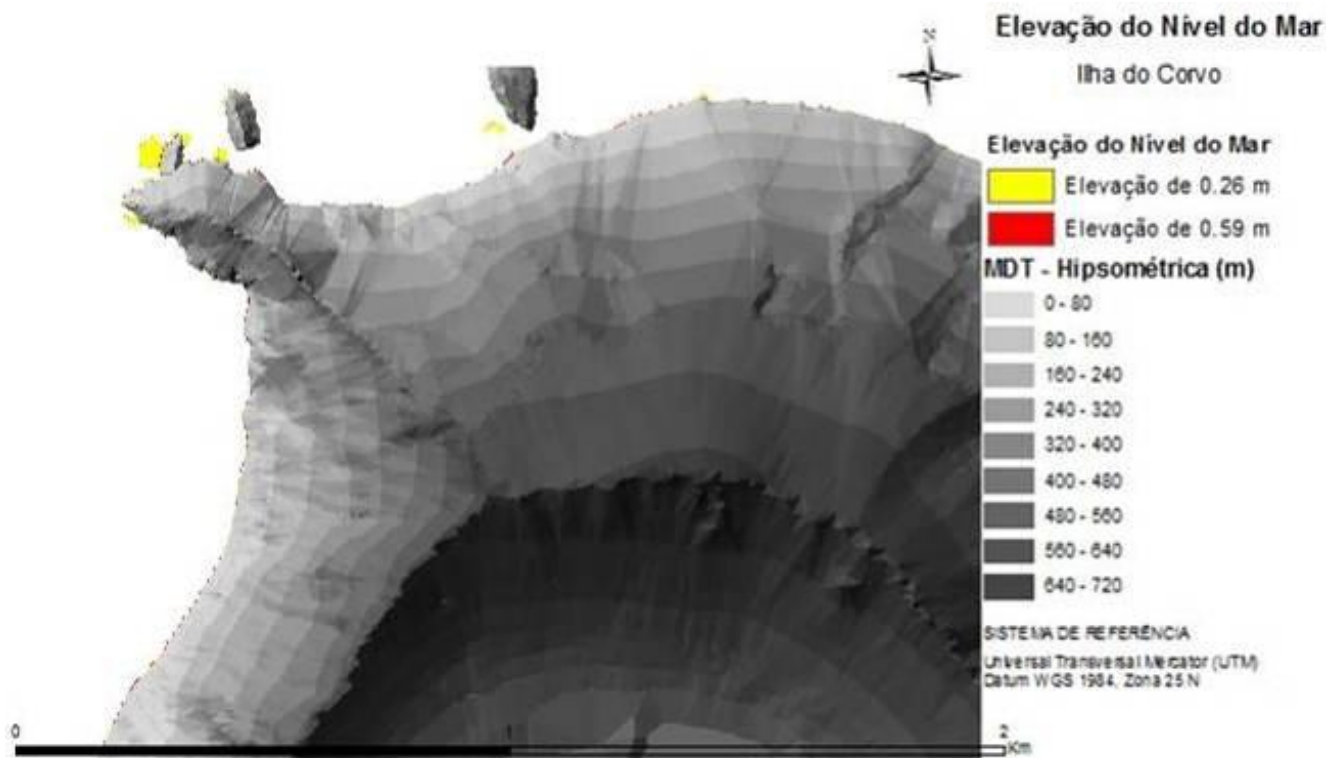 Elevação do Nível do Mar
Ilha do Corvo
N
Elevação do Nível do Mar
Elevação de 0.26 m
Elevação de 0.59 m
MDT - Hipsométrica (m)
0 - 80
80 - 160
160 - 240
240 - 320
320 - 400
400 - 480
480 - 560
560 - 640
640 - 720
SISTEMA DE REFERÊNCIA
Universal Transversal Mercator (UTM)
Datum WGS 1984, Zona 25 N
0 1 2
Km